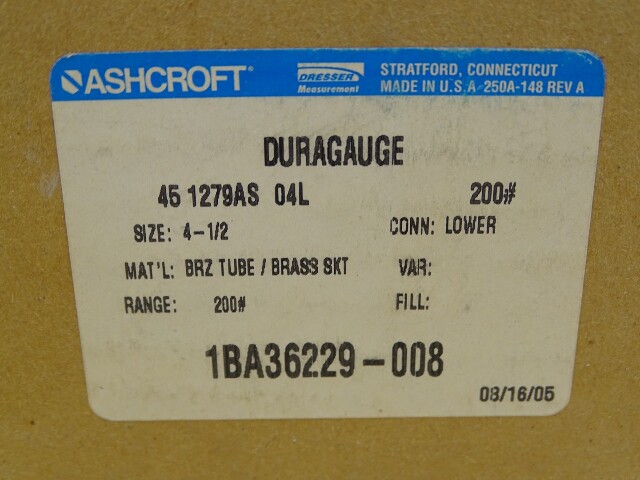 ASHCROFT®
DRESSER
Measurement
STRATFORD, CONNECTICUT
MADE IN U.S.A 250A-148 REV A
DURAGAUGE
45 1279AS 04L 200#
SIZE: 4-1/2 CONN: LOWER
MAT'L: BRZ TUBE / BRASS SKT VAR:
RANGE: 200# FILL:
1BA36229-008
08/16/05